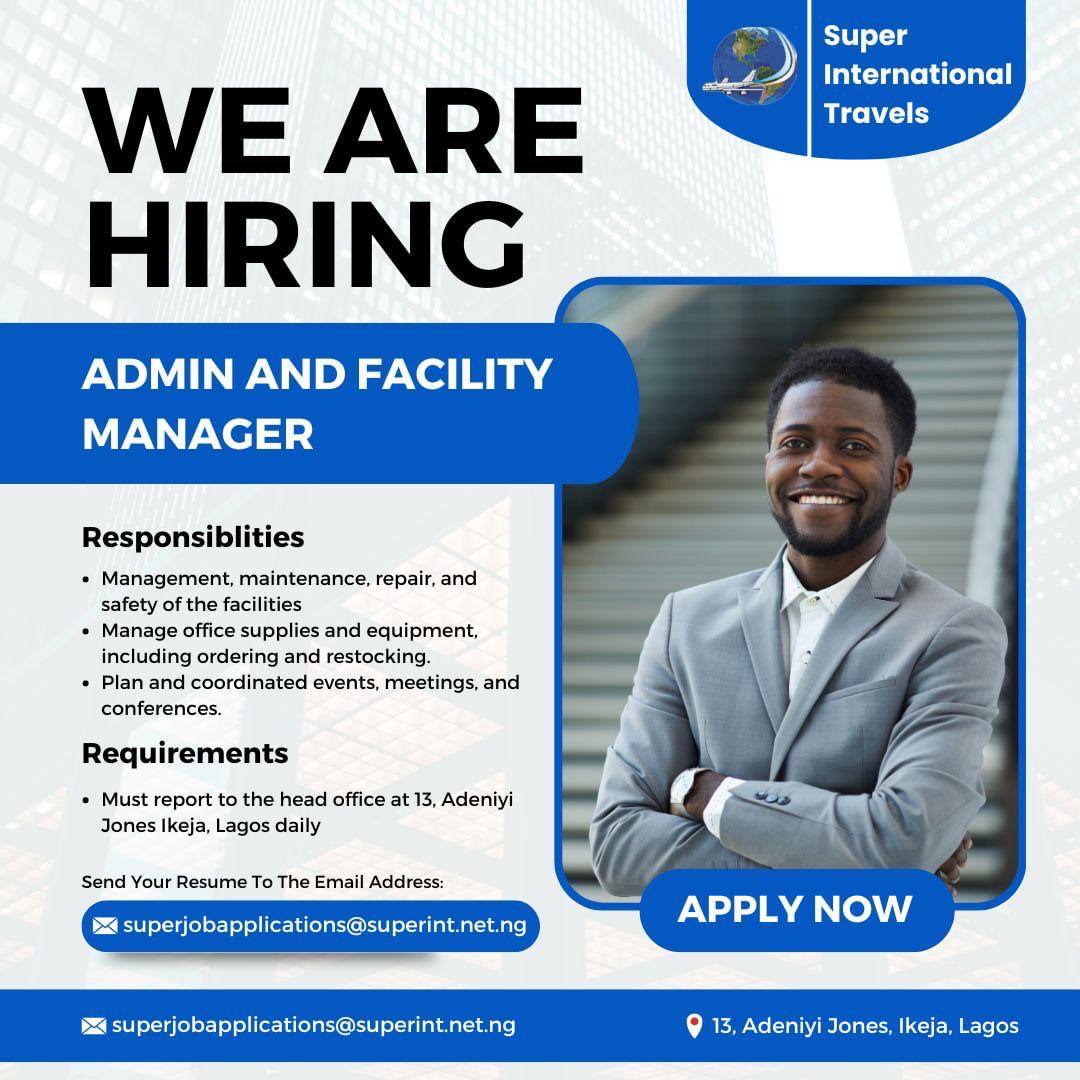 Super
International
Travels
WE ARE
HIRING
ADMIN AND FACILITY
MANAGER
Responsiblities
• Management, maintenance, repair, and
safety of the facilities
• Manage office supplies and equipment,
including ordering and restocking.
• Plan and coordinated events, meetings, and
conferences.
Requirements
• Must report to the head office at 13, Adeniyi
Jones Ikeja, Lagos daily
Send Your Resume To The Email Address:
superjobapplications@superint.net.ng
APPLY NOW
superjobapplications@superint.net.ng
13, Adeniyi Jones, Ikeja, Lagos